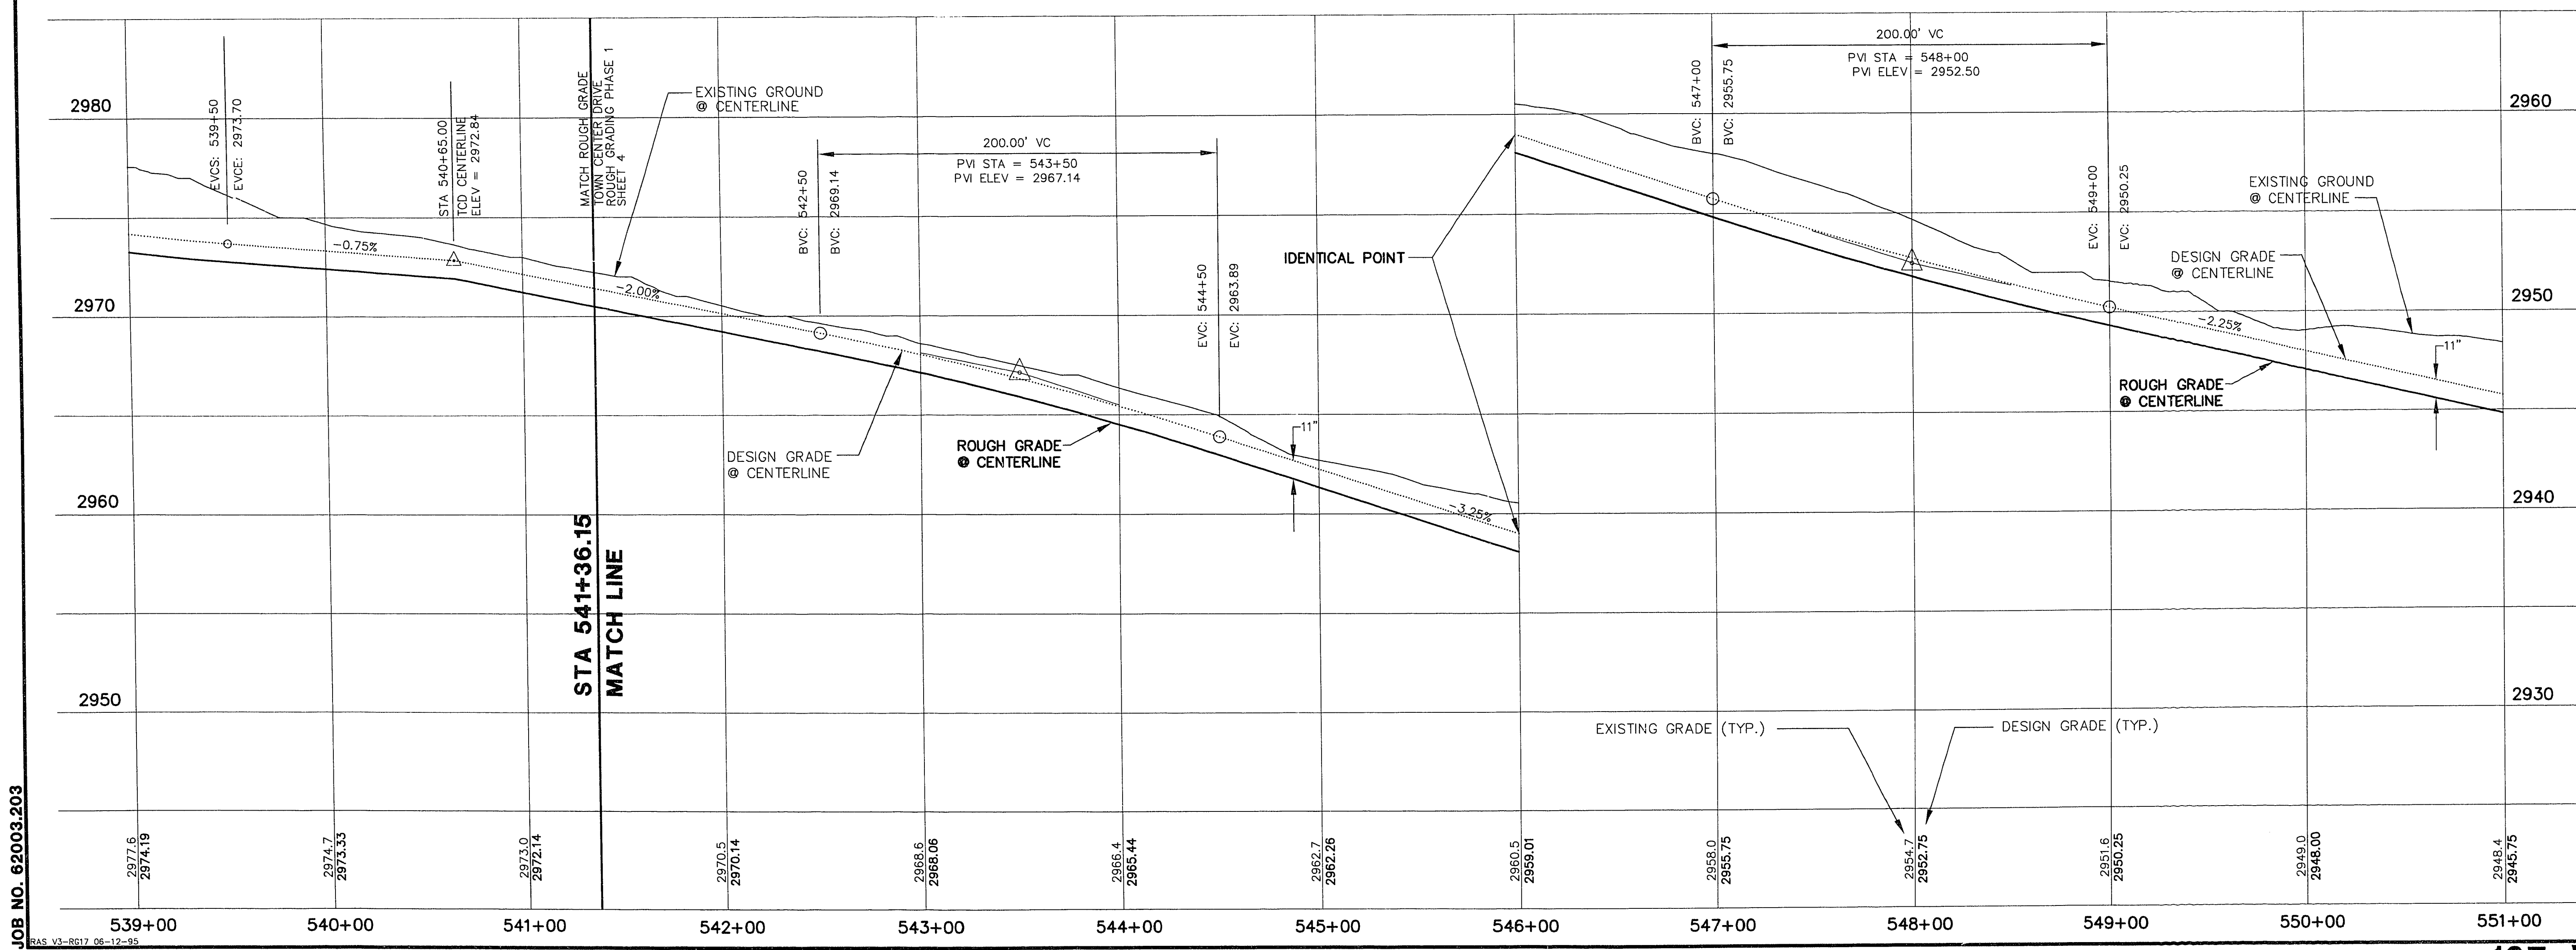 2980
2970
2960
2950
EVCS: 539+50
EVCE: 2973.70
STA 540+65.00
TCD CENTERLINE
ELEV = 2972.84
MATCH ROUGH GRADE
TOWN CENTER DRIVE
ROUGH GRADING PHASE 1
SHEET 4
EXISTING GROUND
@ CENTERLINE
-0.75%
-2.00%
BVC: 542+50
BVC: 2969.14
200.00' VC
PVI STA = 543+50
PVI ELEV = 2967.14
EVC: 544+50
EVC: 2963.89
DESIGN GRADE
@ CENTERLINE
ROUGH GRADE
@ CENTERLINE
11"
-3.25%
STA 541+36.15
MATCH LINE
IDENTICAL POINT
BVC: 547+00
BVC: 2955.75
200.00' VC
PVI STA = 548+00
PVI ELEV = 2952.50
EVC: 549+00
EVC: 2950.25
EXISTING GROUND
@ CENTERLINE
DESIGN GRADE
@ CENTERLINE
-2.25%
11"
ROUGH GRADE
@ CENTERLINE
2960
2950
2940
2930
EXISTING GRADE (TYP.)
DESIGN GRADE (TYP.)
2977.6
2974.19
2974.7
2973.33
2973.0
2972.14
2970.5
2970.14
2968.6
2968.06
2966.4
2965.44
2962.7
2962.26
2960.5
2959.01
2958.0
2955.75
2954.7
2952.75
2951.6
2950.25
2949.0
2948.00
2948.4
2945.75
539+00
540+00
541+00
542+00
543+00
544+00
545+00
546+00
547+00
548+00
549+00
550+00
551+00
JOB NO. 62003.203
RAS V3-RG17 06-12-95